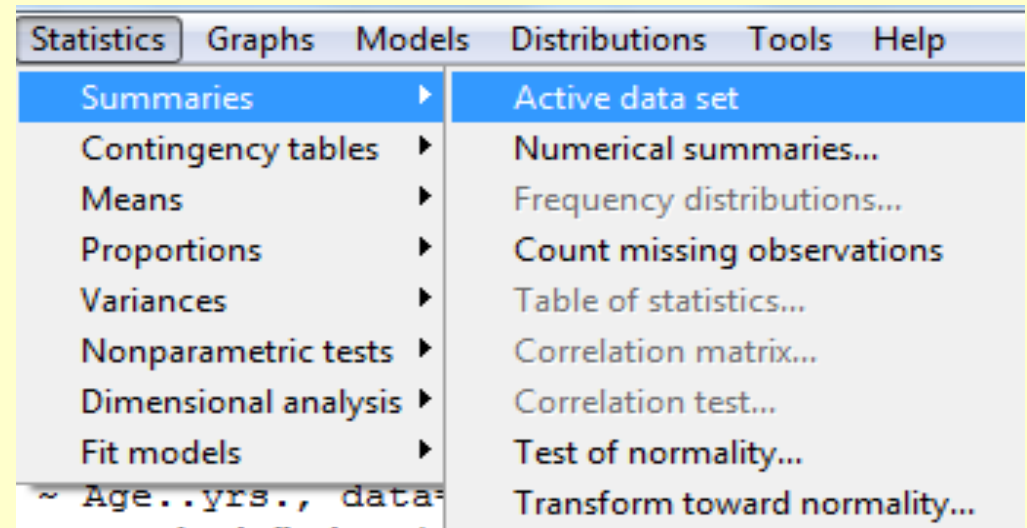 Statistics Graphs Models Distributions Tools Help
Summaries
Contingency tables
Means
Proportions
Variances
Nonparametric tests
Dimensional analysis
Fit models
Active data set
Numerical summaries...
Frequency distributions...
Count missing observations
Table of statistics...
Correlation matrix...
Correlation test...
Test of normality...
Transform toward normality...
~ Age..yrs., data=